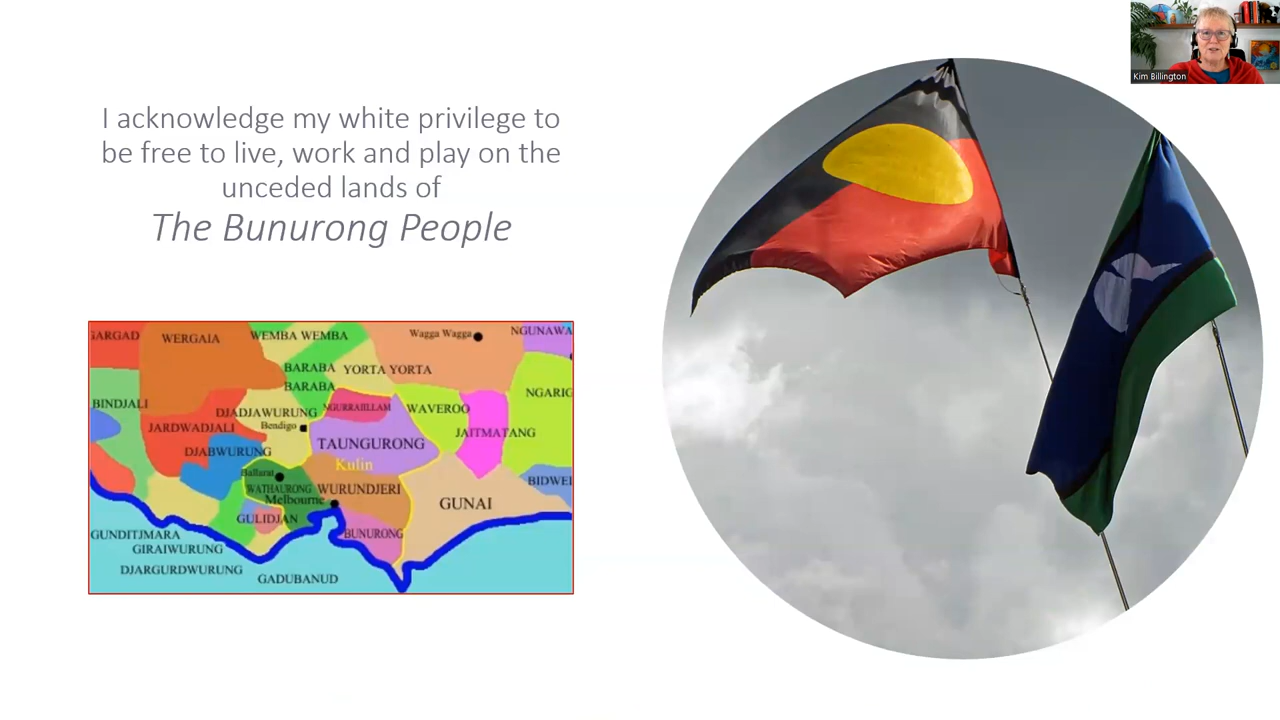 Kim Billington
I acknowledge my white privilege to
be free to live, work and play on the
unceded lands of
The Bunurong People
WERGAIA
WEMBA WEMBA
Wagga Wagga
NGUNAWA
BARABA
BARABA
YORTA YORTA
NGARIG
BINDJALI
DJADJAWURUNG
Bendigo
NGURRAIILLAM
WAVEROO
JARDWADJALI
JAITMATANG
TAUNGURONG
DJABWURUNG
Kulin
Ballarat
WATHAURONG
WURUNDJERI
BIDWEI
Melbourne
GUNAI
GULIDJAN
GUNDITJMARA
BUNURONG
GIRAIWURUNG
DJARGURDWURUNG
GADUBANUD